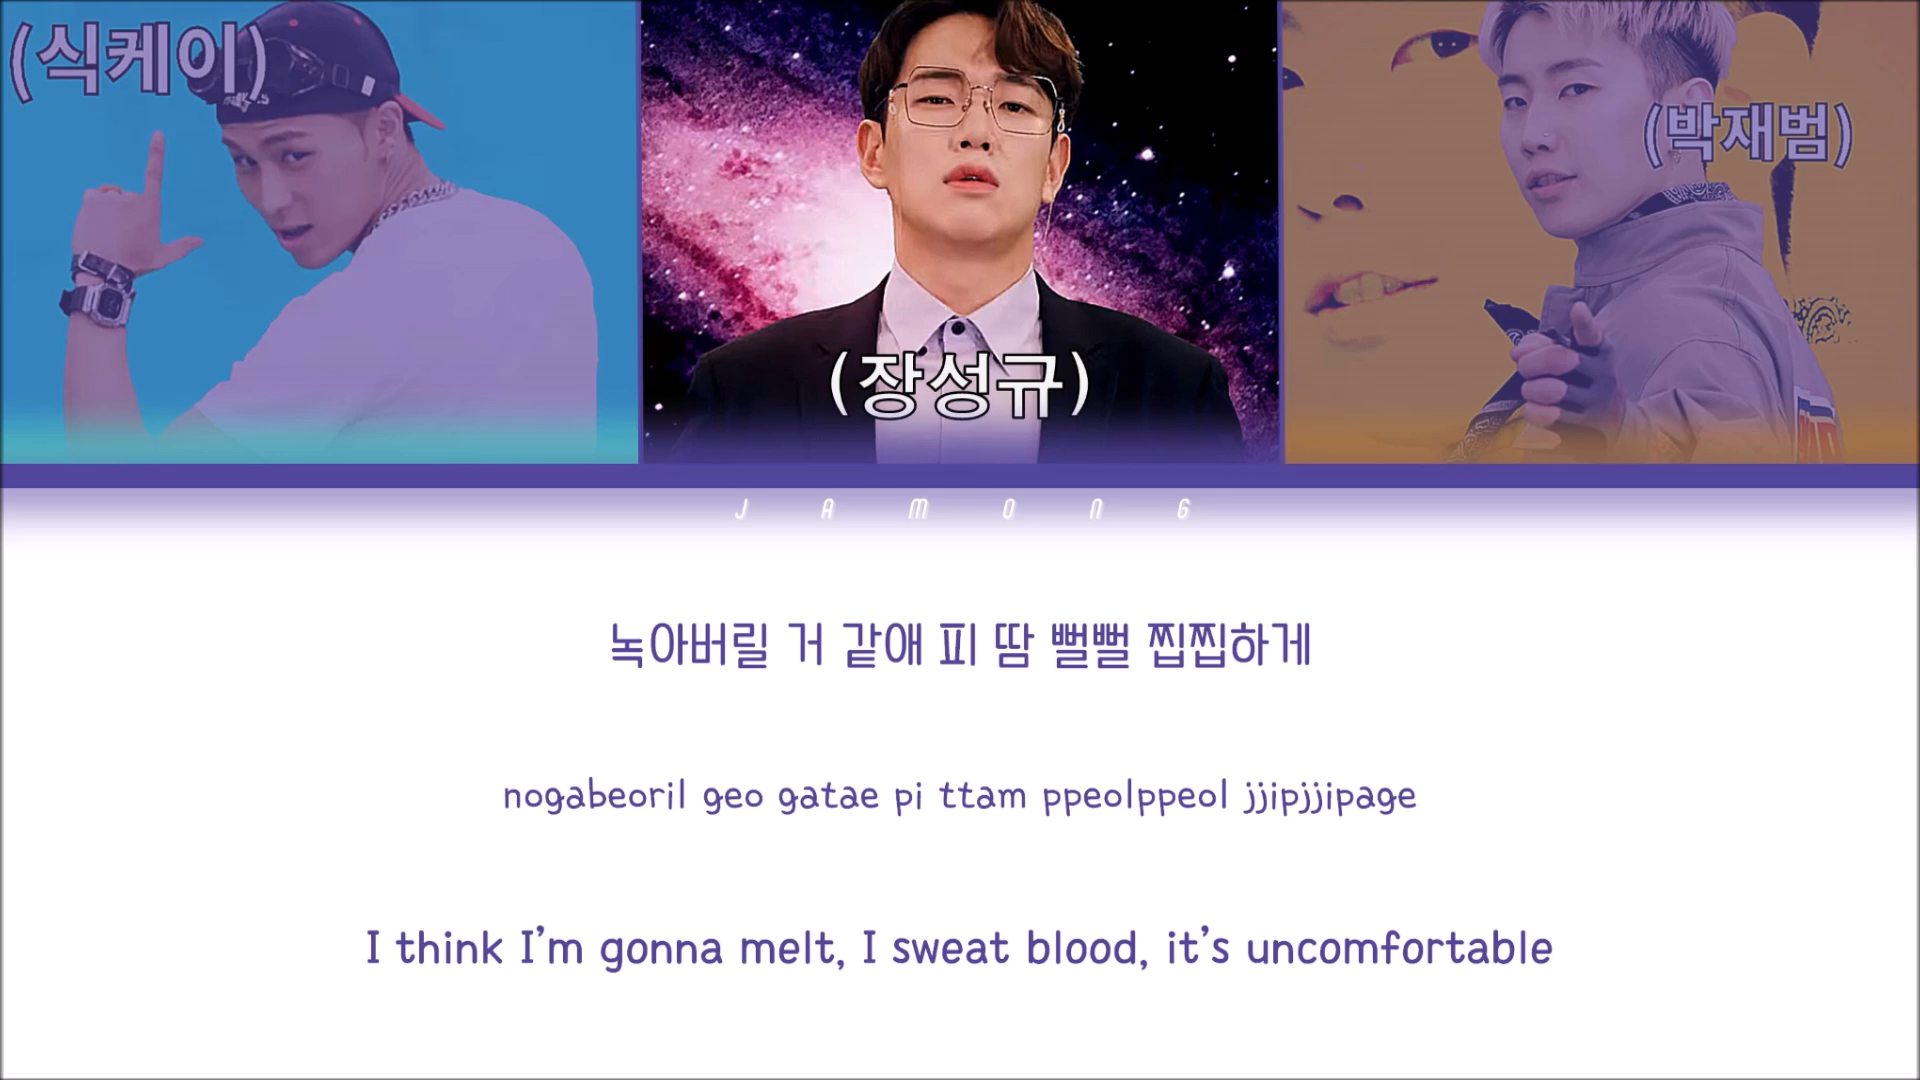 (식케이)
(장성규)
(박재범)
JAMONG
녹아버릴 거 같애 피 땀 뻘뻘 찝찝하게
nogabeoril geo gatae pi ttam ppeolppeol jjipjjipage
I think I’m gonna melt, I sweat blood, it’s uncomfortable